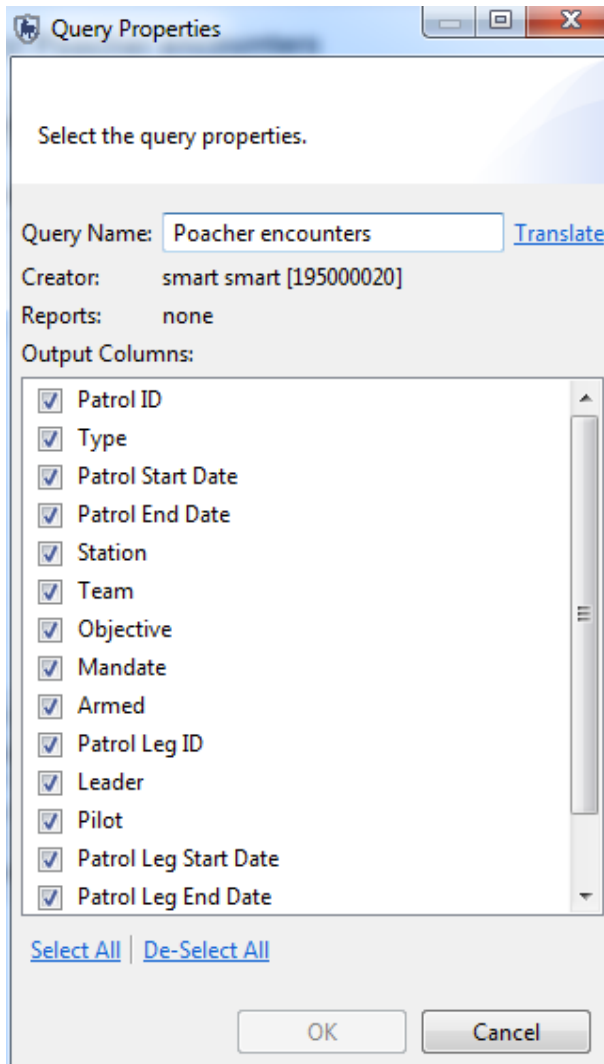 Query Properties
Select the query properties.
Query Name: Poacher encounters Translate
Creator: smart smart [195000020]
Reports: none
Output Columns:
Patrol ID
Type
Patrol Start Date
Patrol End Date
Station
Team
Objective
Mandate
Armed
Patrol Leg ID
Leader
Pilot
Patrol Leg Start Date
Patrol Leg End Date
Select All De-Select All
OK Cancel